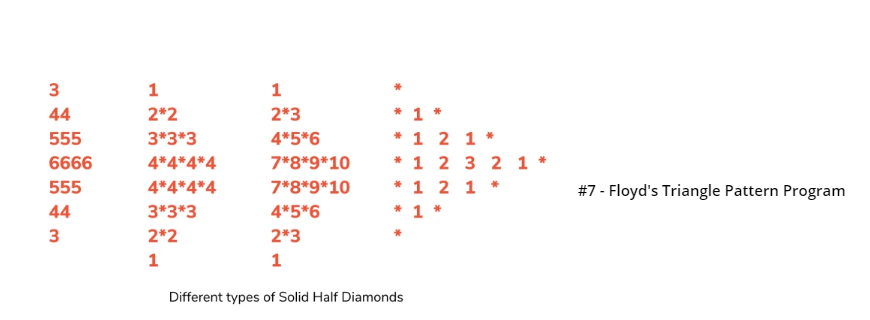 3 1 1 *
44 2*2 2*3 * 1 *
555 3*3*3 4*5*6 * 1 2 1 *
6666 4*4*4*4 7*8*9*10 * 1 2 3 2 1 *
555 4*4*4*4 7*8*9*10 * 1 2 1 *
#7 - Floyd's Triangle Pattern Program
44 3*3*3 4*5*6 * 1 *
3 2*2 2*3 *
1 1
Different types of Solid Half Diamonds